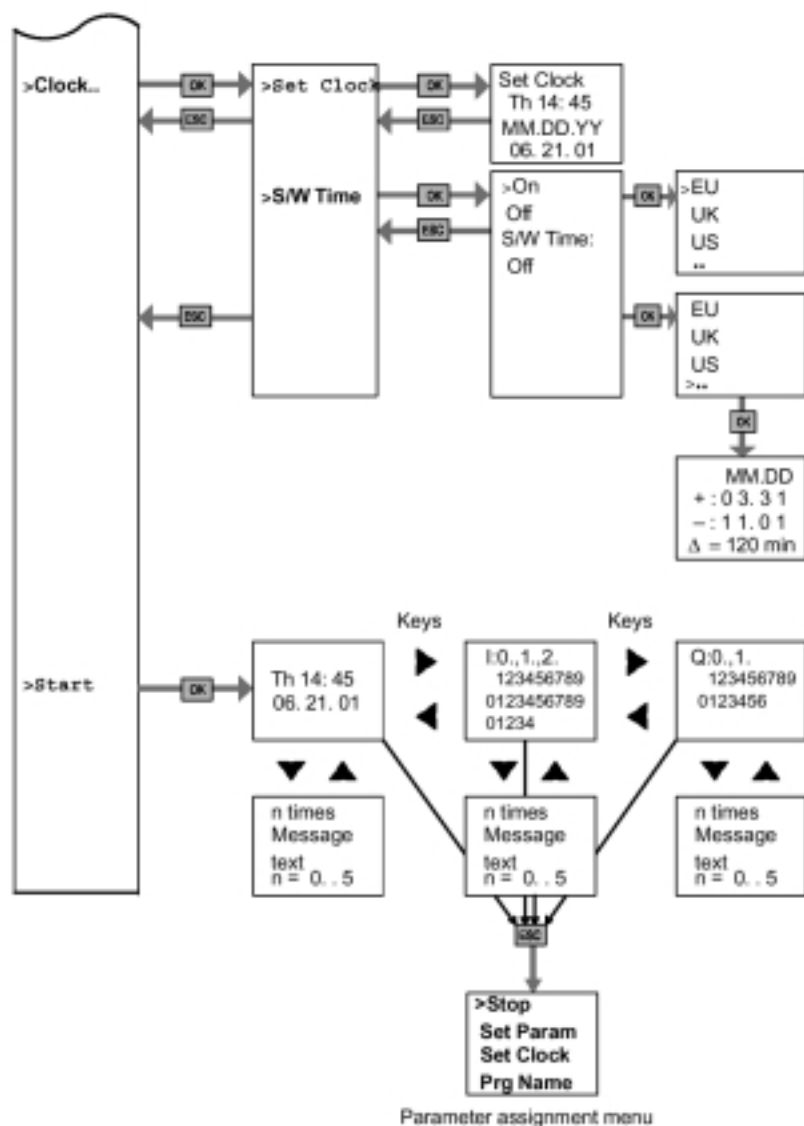 >Clock..
OK
ESC
>Set Clock
OK
ESC
Set Clock
Th 14: 45
MM.DD.YY
06. 21. 01
>S/W Time
OK
ESC
>On
Off
S/W Time:
Off
OK
>EU
UK
US
..
ESC
OK
EU
UK
US
>..
OK
MM.DD
+ : 0 3. 3 1
– : 1 1. 0 1
Δ = 120 min
>Start
OK
Th 14: 45
06. 21. 01
Keys
I:0.,1.,2.
123456789
0123456789
01234
Keys
Q:0.,1.
123456789
0123456
n times
Message
text
n = 0. . 5
n times
Message
text
n = 0. . 5
n times
Message
text
n = 0. . 5
ESC
>Stop
Set Param
Set Clock
Prg Name
Parameter assignment menu